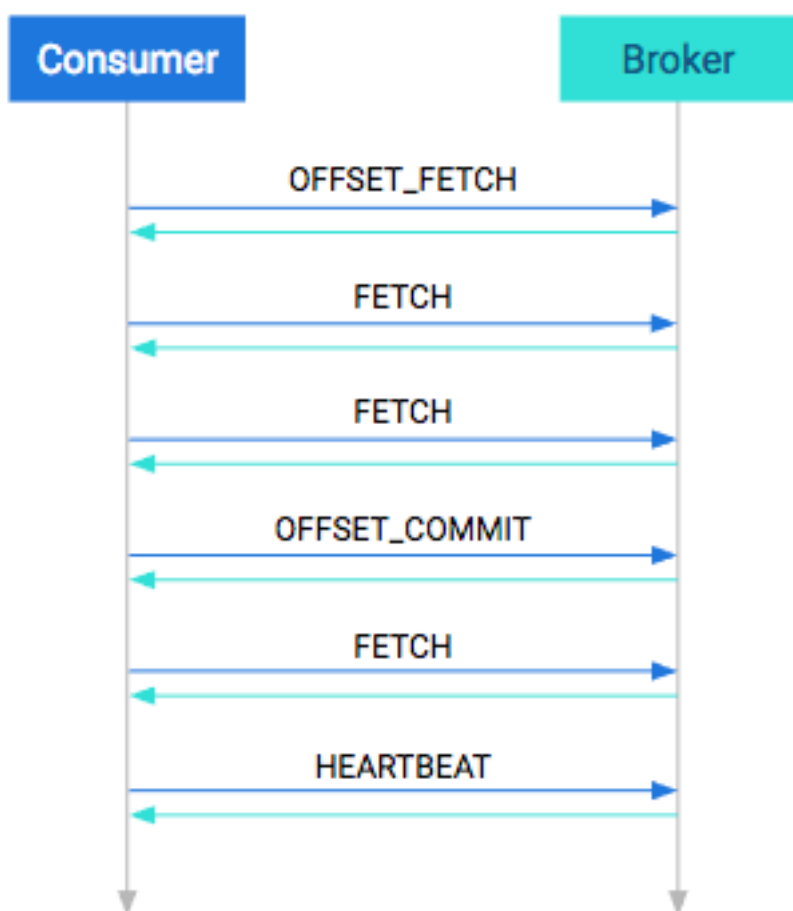 Consumer
Broker
OFFSET_FETCH
FETCH
FETCH
OFFSET_COMMIT
FETCH
HEARTBEAT